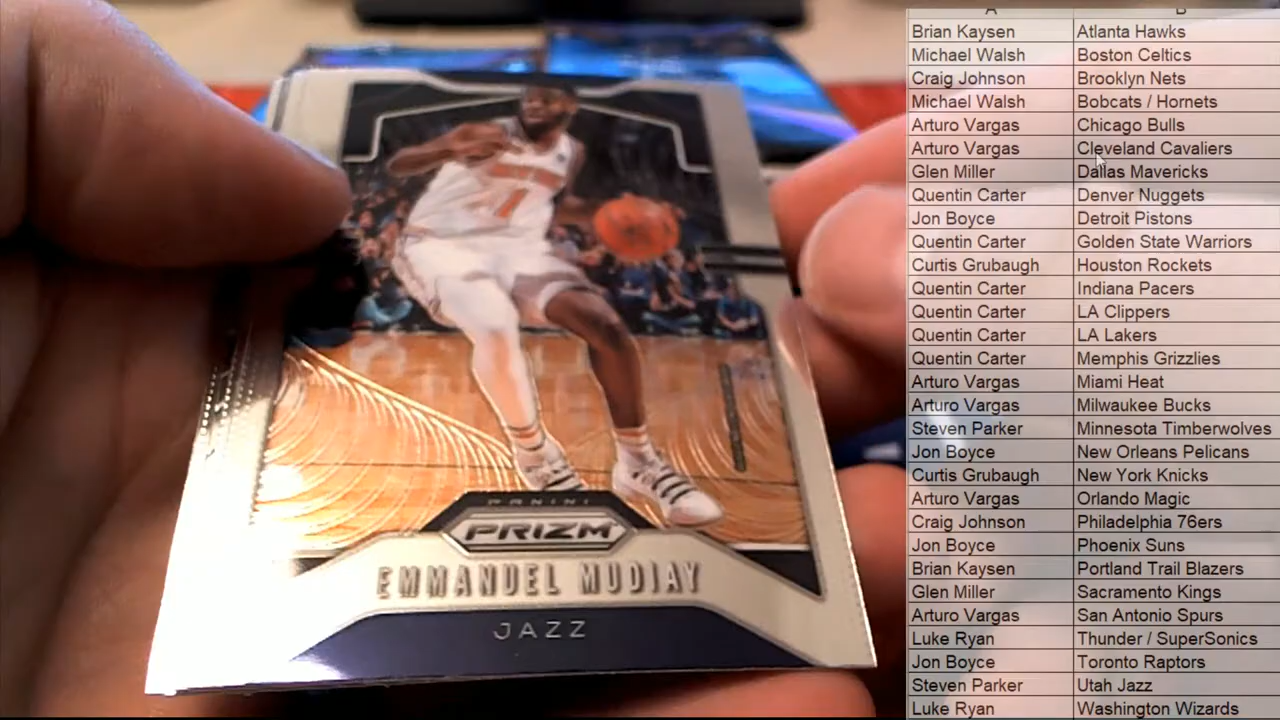 PANINI
PRIZM
EMMANUEL MUDIAY
JAZZ
A B
Brian Kaysen Atlanta Hawks
Michael Walsh Boston Celtics
Craig Johnson Brooklyn Nets
Michael Walsh Bobcats / Hornets
Arturo Vargas Chicago Bulls
Arturo Vargas Cleveland Cavaliers
Glen Miller Dallas Mavericks
Quentin Carter Denver Nuggets
Jon Boyce Detroit Pistons
Quentin Carter Golden State Warriors
Curtis Grubaugh Houston Rockets
Quentin Carter Indiana Pacers
Quentin Carter LA Clippers
Quentin Carter LA Lakers
Quentin Carter Memphis Grizzlies
Arturo Vargas Miami Heat
Arturo Vargas Milwaukee Bucks
Steven Parker Minnesota Timberwolves
Jon Boyce New Orleans Pelicans
Curtis Grubaugh New York Knicks
Arturo Vargas Orlando Magic
Craig Johnson Philadelphia 76ers
Jon Boyce Phoenix Suns
Brian Kaysen Portland Trail Blazers
Glen Miller Sacramento Kings
Arturo Vargas San Antonio Spurs
Luke Ryan Thunder / SuperSonics
Jon Boyce Toronto Raptors
Steven Parker Utah Jazz
Luke Ryan Washington Wizards